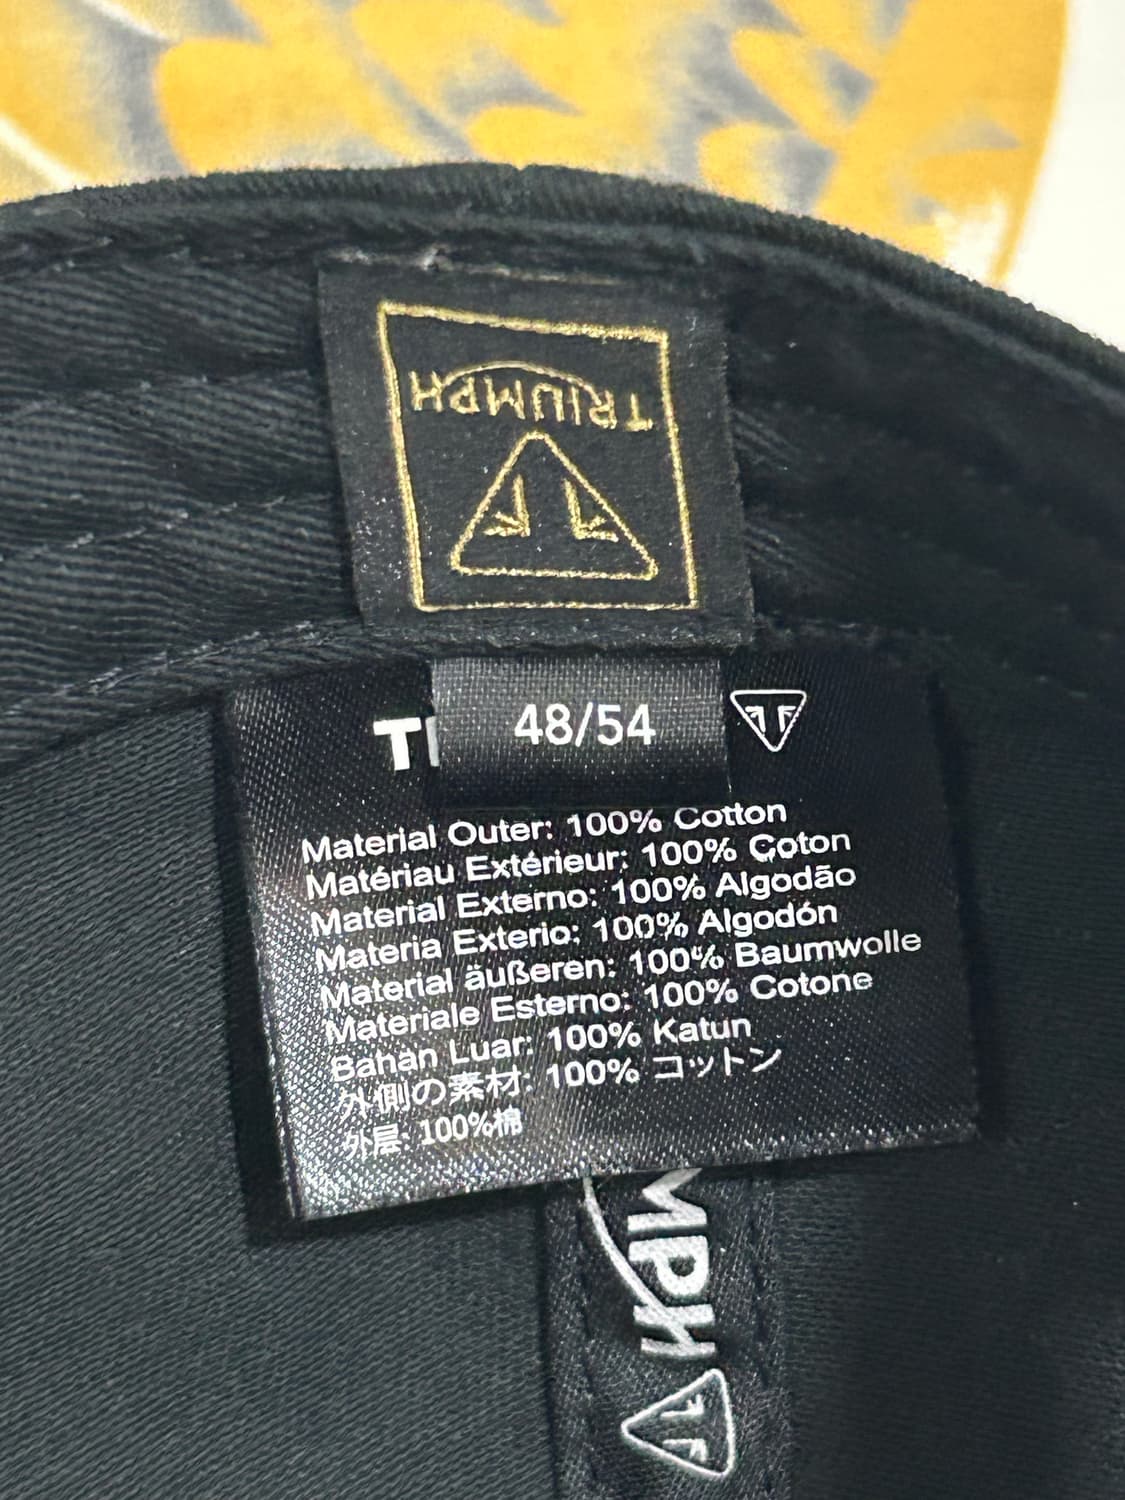 TRIUMPH
48/54
Material Outer: 100% Cotton
Matériau Extérieur: 100% Coton
Material Externo: 100% Algodão
Materia Exterio: 100% Algodón
Material äußeren: 100% Baumwolle
Materiale Esterno: 100% Cotone
Bahan Luar: 100% Katun
外側の素材: 100% コットン
外层: 100%棉
MPH